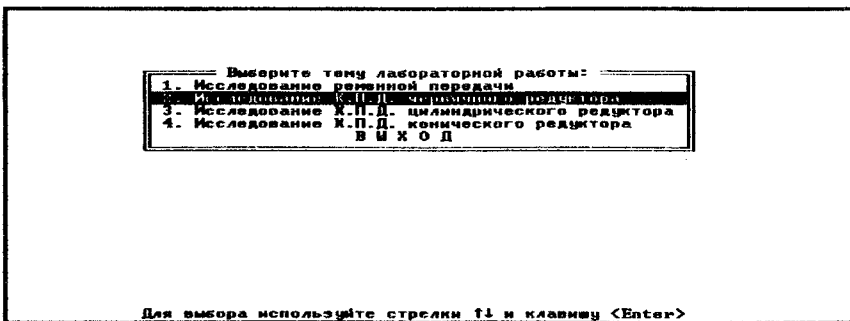 Выберите тему лабораторной работы:
1. Исследование ременной передачи
2. Исследование К.П.Д. червячного редуктора
3. Исследование К.П.Д. цилиндрического редуктора
4. Исследование К.П.Д. конического редуктора
В Ы Х О Д
Для выбора используйте стрелки ↑↓ и клавишу <Enter>